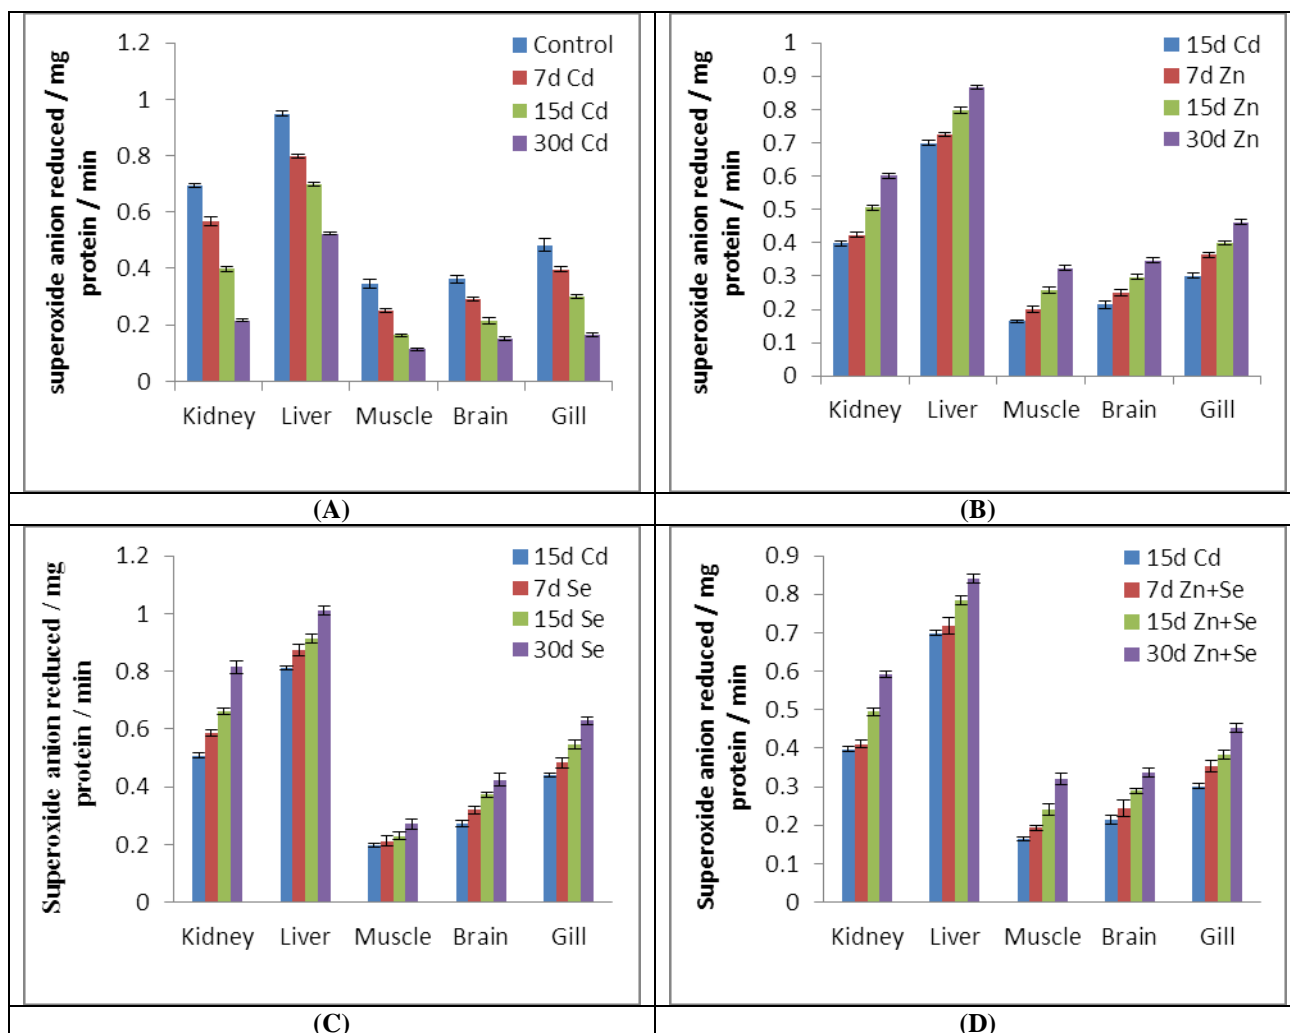 superoxide anion reduced / mg
protein / min
1.2
1
0.8
0.6
0.4
0.2
0
Control
7d Cd
15d Cd
30d Cd
Kidney Liver Muscle Brain Gill
(A)
superoxide anion reduced / mg
protein / min
1
0.9
0.8
0.7
0.6
0.5
0.4
0.3
0.2
0.1
0
15d Cd
7d Zn
15d Zn
30d Zn
Kidney Liver Muscle Brain Gill
(B)
Superoxide anion reduced / mg
protein / min
1.2
1
0.8
0.6
0.4
0.2
0
15d Cd
7d Se
15d Se
30d Se
Kidney Liver Muscle Brain Gill
(C)
Superoxide anion reduced / mg
protein / min
0.9
0.8
0.7
0.6
0.5
0.4
0.3
0.2
0.1
0
15d Cd
7d Zn+Se
15d Zn+Se
30d Zn+Se
Kidney Liver Muscle Brain Gill
(D)